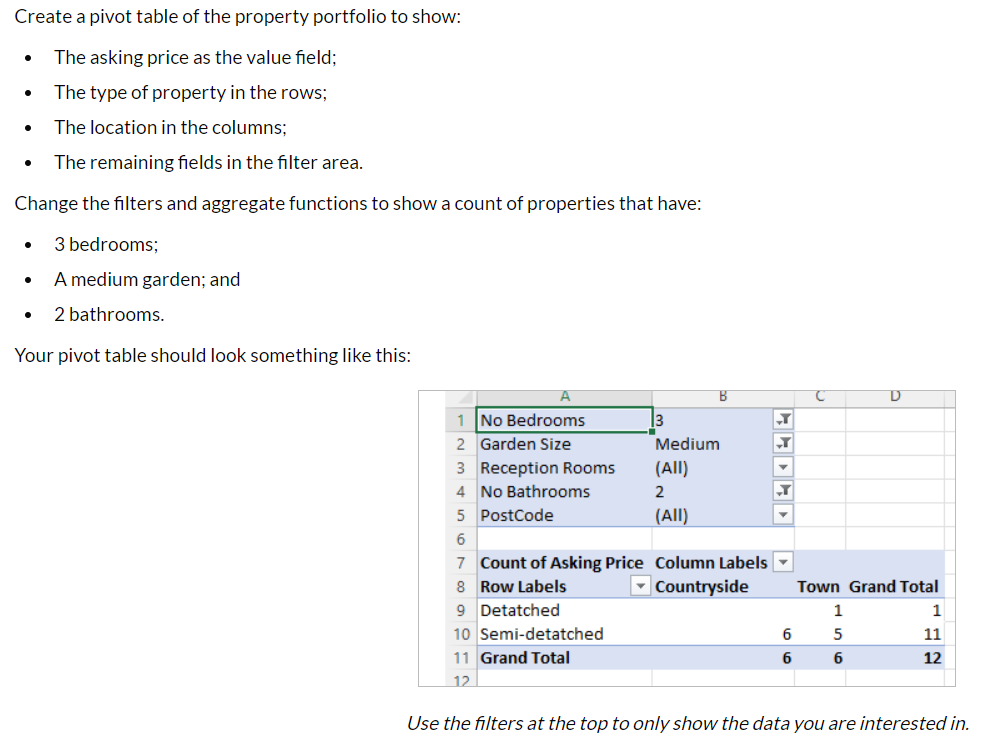 Create a pivot table of the property portfolio to show:
• The asking price as the value field;
• The type of property in the rows;
• The location in the columns;
• The remaining fields in the filter area.
Change the filters and aggregate functions to show a count of properties that have:
• 3 bedrooms;
• A medium garden; and
• 2 bathrooms.
Your pivot table should look something like this:
A B C D
1 No Bedrooms 3
2 Garden Size Medium
3 Reception Rooms (All)
4 No Bathrooms 2
5 PostCode (All)
6
7 Count of Asking Price Column Labels
8 Row Labels Countryside Town Grand Total
9 Detatched 1 1
10 Semi-detatched 6 5 11
11 Grand Total 6 6 12
12
Use the filters at the top to only show the data you are interested in.